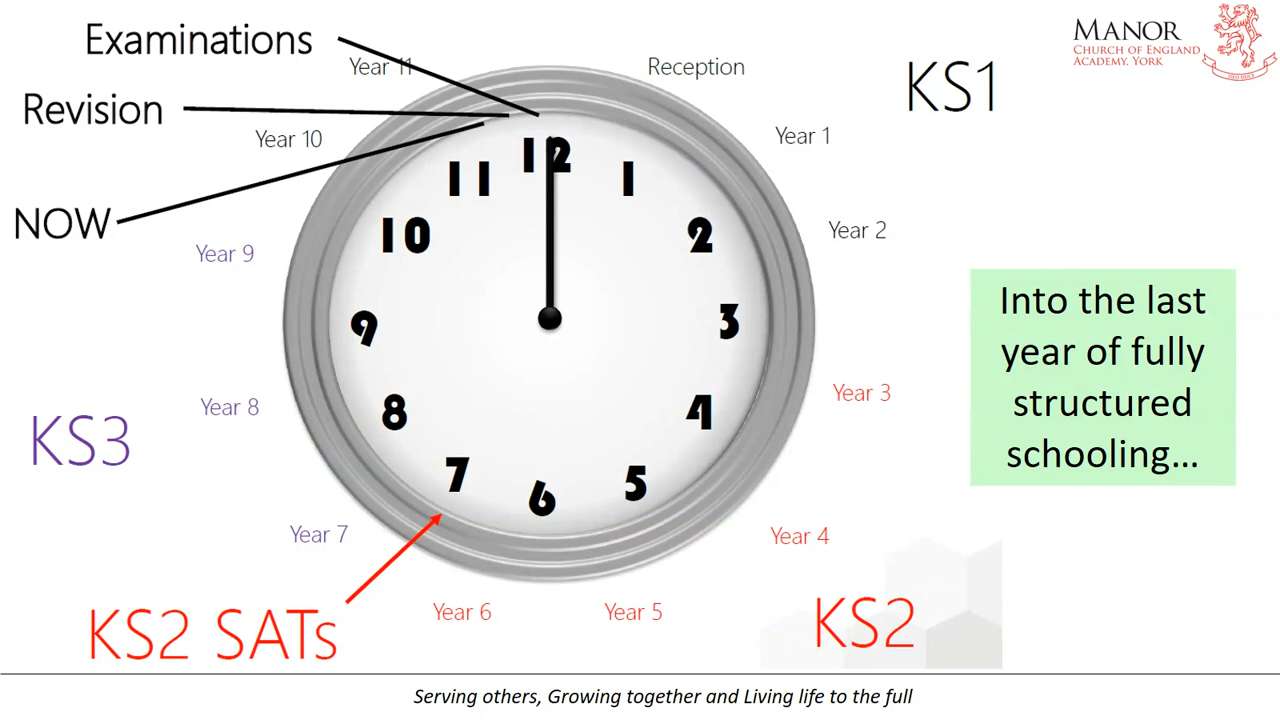 Examinations
Revision
NOW
Year 11
Reception
Year 10
Year 1
Year 9
Year 2
Year 8
Year 3
Year 7
Year 4
Year 6
Year 5
KS1
KS3
KS2 SATs
KS2
12
1
2
3
4
5
6
7
8
9
10
11
MANOR
CHURCH OF ENGLAND
ACADEMY, YORK
Into the last
year of fully
structured
schooling...
Serving others, Growing together and Living life to the full